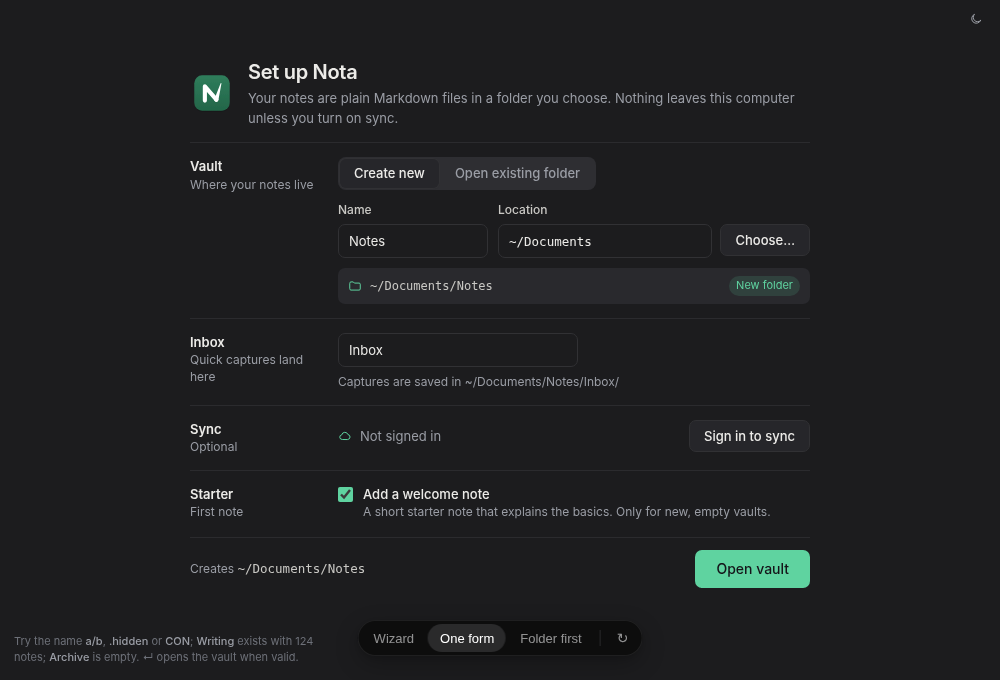 Set up Nota
Your notes are plain Markdown files in a folder you choose. Nothing leaves this computer
unless you turn on sync.
Vault
Where your notes live
Create new
Open existing folder
Name
Location
Notes
~/Documents
Choose...
~/Documents/Notes
New folder
Inbox
Quick captures land
here
Inbox
Captures are saved in ~/Documents/Notes/Inbox/
Sync
Optional
Not signed in
Sign in to sync
Starter
First note
Add a welcome note
A short starter note that explains the basics. Only for new, empty vaults.
Creates ~/Documents/Notes
Open vault
Try the name a/b, .hidden or CON; Writing exists with 124
notes; Archive is empty. ↵ opens the vault when valid.
Wizard
One form
Folder first
↻